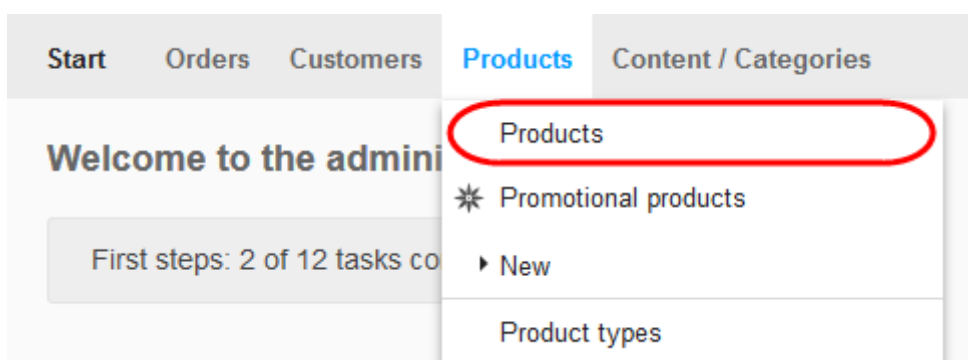 Start Orders Customers Products Content / Categories
Products
Welcome to the admini
Promotional products
First steps: 2 of 12 tasks co
New
Product types